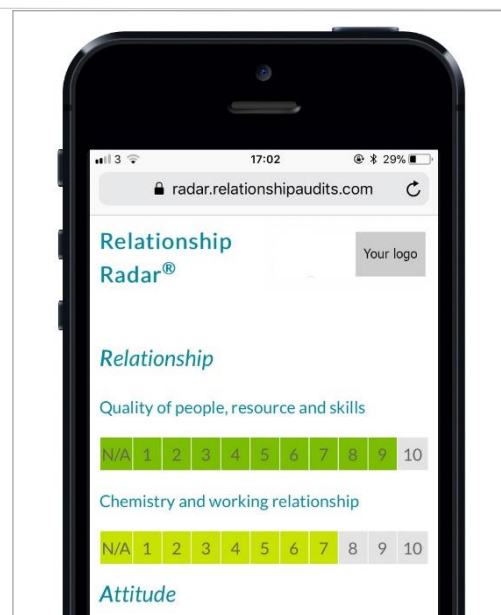 3 17:02 29%
radar.relationshipaudits.com
Relationship
Radar®
Your logo
Relationship
Quality of people, resource and skills
N/A 1 2 3 4 5 6 7 8 9 10
Chemistry and working relationship
N/A 1 2 3 4 5 6 7 8 9 10
Attitude